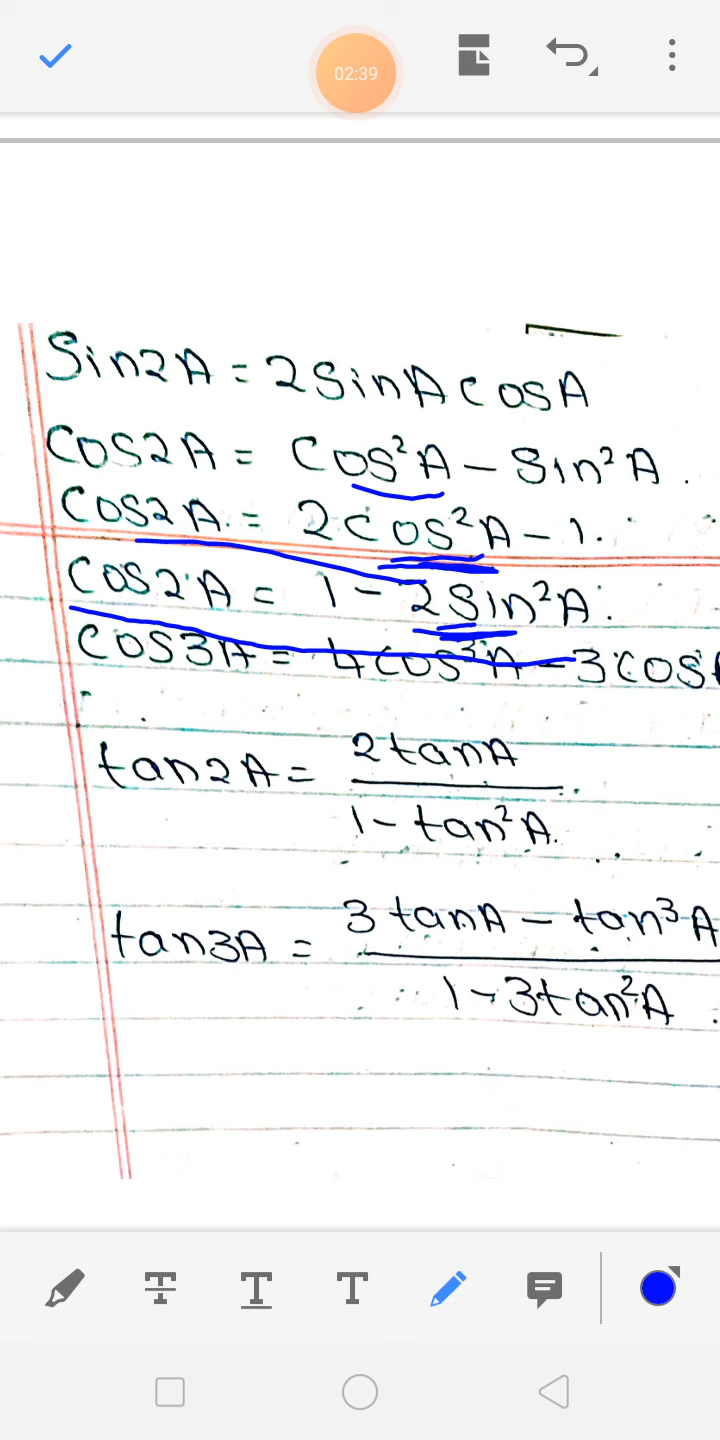 02:39
Sin2A = 2SinA cosA
Cos2A = Cos²A - Sin²A.
Cos2A. = 2cos²A - 1.
Cos2A = 1 - 2Sin²A.
Cos3A = 4cos³A - 3cos
tan2A = 2tanA
1 - tan²A.
tan3A = 3tanA - tan³A
1 - 3tan²A.
T
T
T